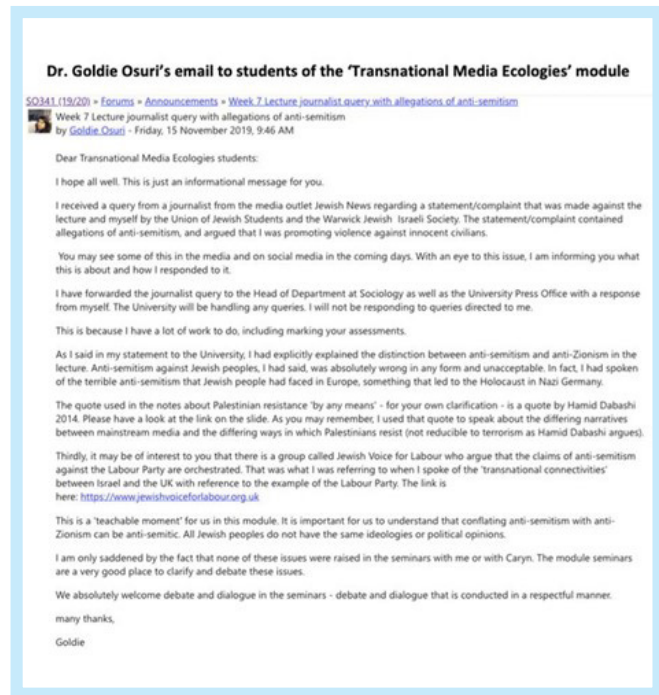 Dr. Goldie Osuri's email to students of the 'Transnational Media Ecologies' module
SO341 (19/20) » Forums » Announcements » Week 7 Lecture journalist query with allegations of anti-semitism
Week 7 Lecture journalist query with allegations of anti-semitism
by Goldie Osuri - Friday, 15 November 2019, 9:46 AM
Dear Transnational Media Ecologies students:
I hope all well. This is just an informational message for you.
I received a query from a journalist from the media outlet Jewish News regarding a statement/complaint that was made against the
lecture and myself by the Union of Jewish Students and the Warwick Jewish Israeli Society. The statement/complaint contained
allegations of anti-semitism, and argued that I was promoting violence against innocent civilians.
You may see some of this in the media and on social media in the coming days. With an eye to this issue, I am informing you what
this is about and how I responded to it.
I have forwarded the journalist query to the Head of Department at Sociology as well as the University Press Office with a response
from myself. The University will be handling any queries. I will not be responding to queries directed to me.
This is because I have a lot of work to do, including marking your assessments.
As I said in my statement to the University, I had explicitly explained the distinction between anti-semitism and anti-Zionism in the
lecture. Anti-semitism against Jewish peoples, I had said, was absolutely wrong in any form and unacceptable. In fact, I had spoken
of the terrible anti-semitism that Jewish people had faced in Europe, something that led to the Holocaust in Nazi Germany.
The quote used in the notes about Palestinian resistance 'by any means' - for your own clarification - is a quote by Hamid Dabashi
2014. Please have a look at the link on the slide. As you may remember, I used that quote to speak about the differing narratives
between mainstream media and the differing ways in which Palestinians resist (not reducible to terrorism as Hamid Dabashi argues).
Thirdly, it may be of interest to you that there is a group called Jewish Voice for Labour who argue that the claims of anti-semitism
against the Labour Party are orchestrated. That was what I was referring to when I spoke of the 'transnational connectivities'
between Israel and the UK with reference to the example of the Labour Party. The link is
here: https://www.jewishvoiceforlabour.org.uk
This is a 'teachable moment' for us in this module. It is important for us to understand that conflating anti-semitism with anti-
Zionism can be anti-semitic. All Jewish peoples do not have the same ideologies or political opinions.
I am only saddened by the fact that none of these issues were raised in the seminars with me or with Caryn. The module seminars
are a very good place to clarify and debate these issues.
We absolutely welcome debate and dialogue in the seminars - debate and dialogue that is conducted in a respectful manner.
many thanks,
Goldie